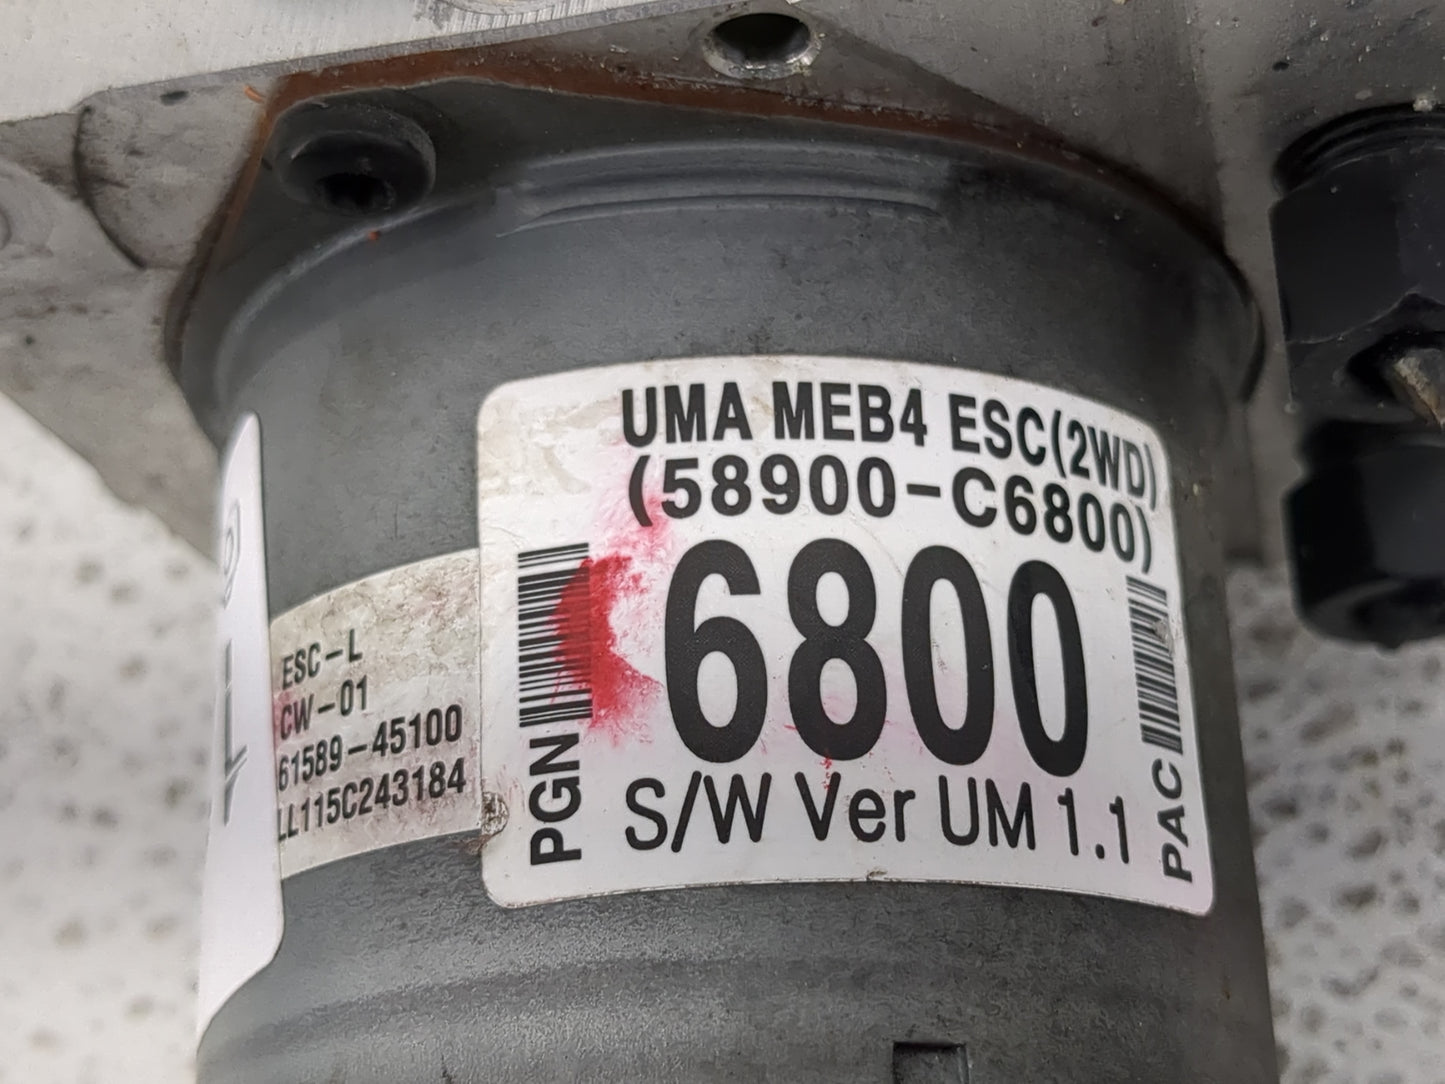 UMA MEB4 ESC(2WD)
(58900-C6800)
6800
S/W Ver UM 1.1
PGN
PAC
ESC-L
CW-01
61589-45100
LL115C243184